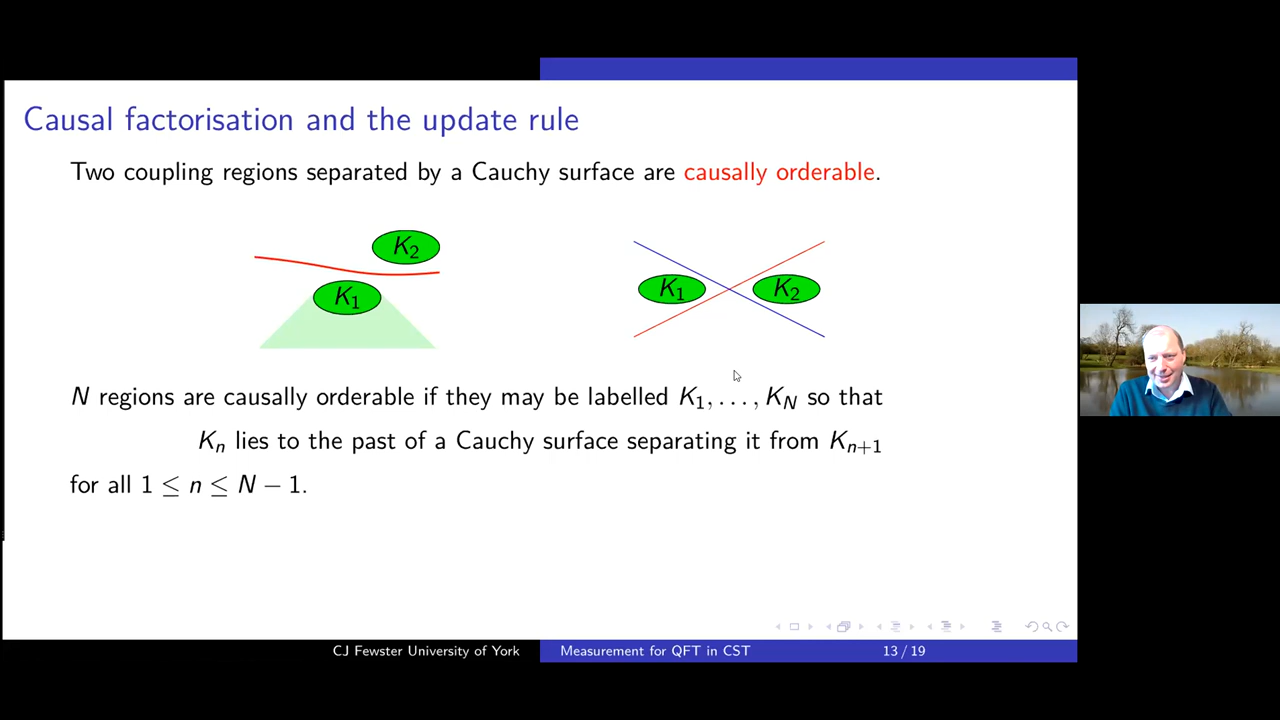 Causal factorisation and the update rule
Two coupling regions separated by a Cauchy surface are causally orderable.
K₂
K₁
K₁ K₂
N regions are causally orderable if they may be labelled K₁, . . . , K_N so that
K_n lies to the past of a Cauchy surface separating it from K_{n+1}
for all 1 ≤ n ≤ N − 1.
CJ Fewster University of York Measurement for QFT in CST 13 / 19